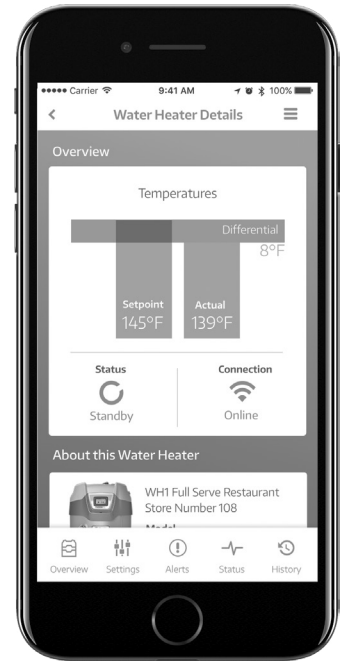 Carrier 9:41 AM 100%
Water Heater Details
Overview
Temperatures
Differential
8°F
Setpoint Actual
145°F 139°F
Status Connection
Standby Online
About this Water Heater
WH1 Full Serve Restaurant
Store Number 108
Model
Overview Settings Alerts Status History